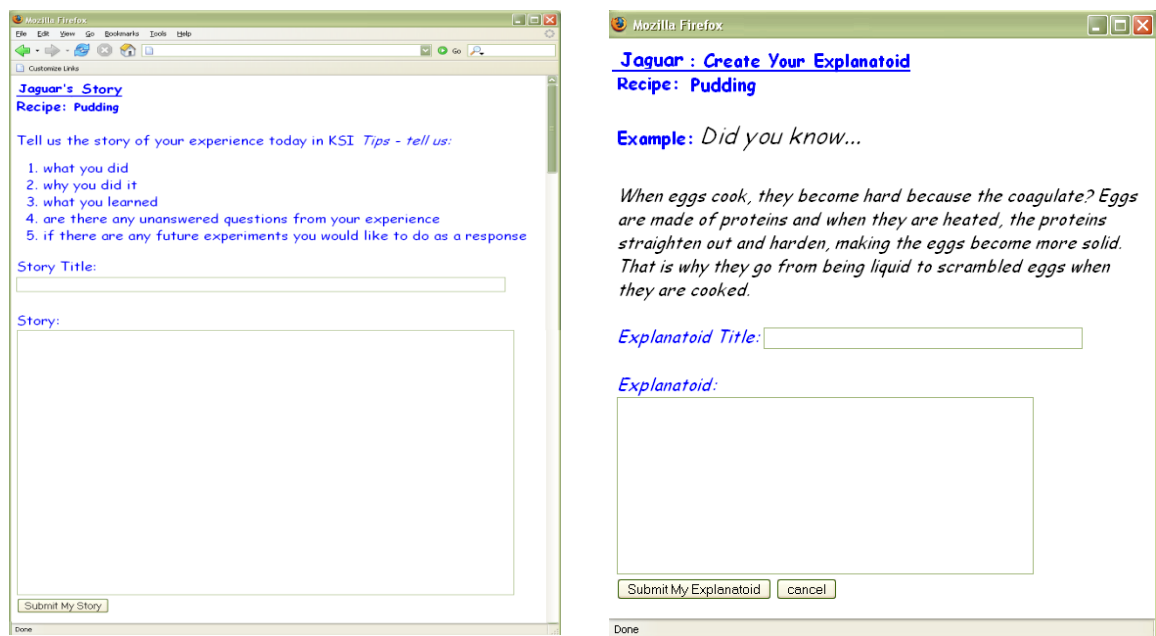 Mozilla Firefox
File Edit View Go Bookmarks Tools Help
Go
Customize Links
Jaguar's Story
Recipe: Pudding
Tell us the story of your experience today in KSI Tips - tell us:
1. what you did
2. why you did it
3. what you learned
4. are there any unanswered questions from your experience
5. if there are any future experiments you would like to do as a response
Story Title:
Story:
Submit My Story
Done
Mozilla Firefox
Jaguar : Create Your Explanatoid
Recipe: Pudding
Example: Did you know...
When eggs cook, they become hard because the coagulate? Eggs
are made of proteins and when they are heated, the proteins
straighten out and harden, making the eggs become more solid.
That is why they go from being liquid to scrambled eggs when
they are cooked.
Explanatoid Title:
Explanatoid:
Submit My Explanatoid cancel
Done